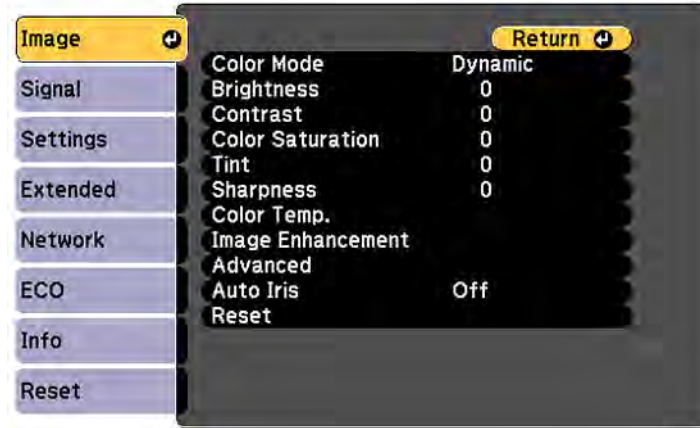 Image
Signal
Settings
Extended
Network
ECO
Info
Reset
Return
Color Mode Dynamic
Brightness 0
Contrast 0
Color Saturation 0
Tint 0
Sharpness 0
Color Temp.
Image Enhancement
Advanced
Auto Iris Off
Reset